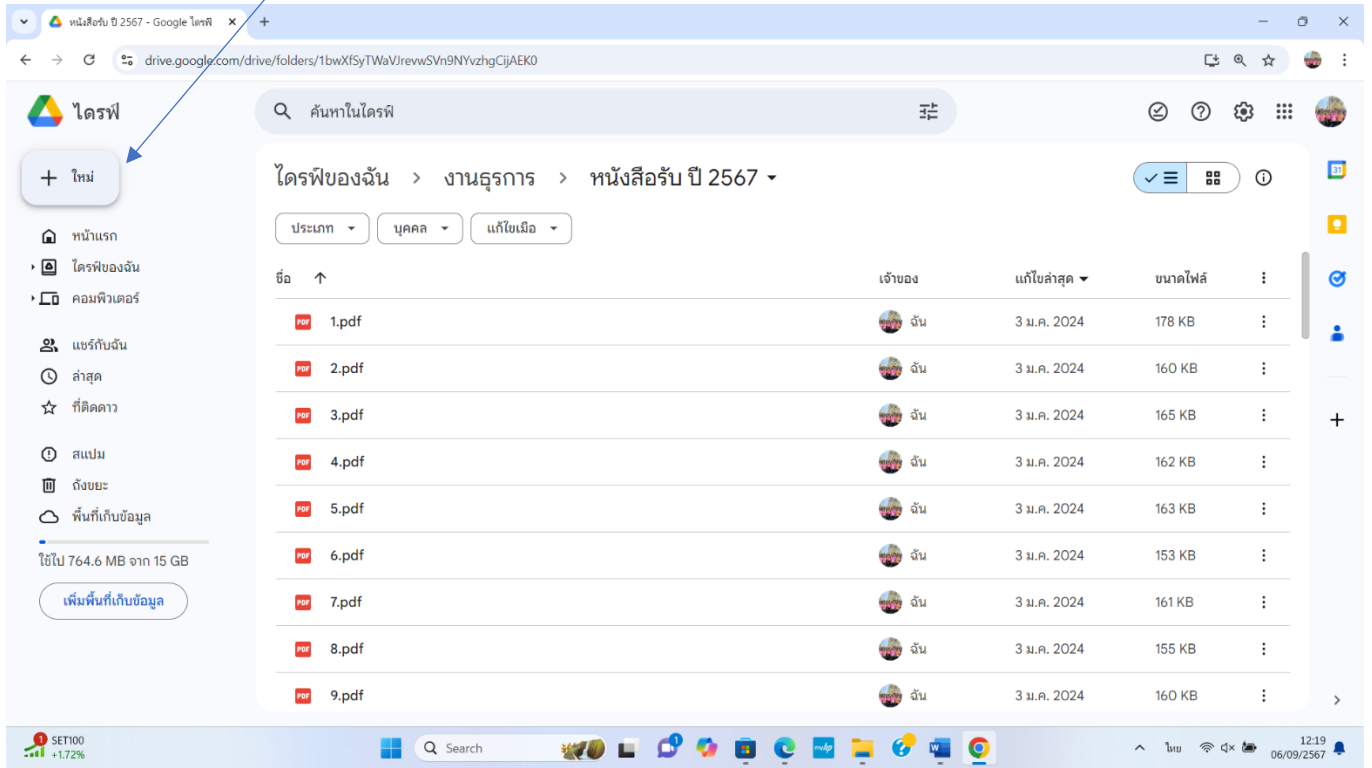 หนังสือรับ ปี 2567 - Google ไดรฟ์
drive.google.com/drive/folders/1bwXfSyTWaVJrevwSVn9NYvzhgCijAEK0
ไดรฟ์
ค้นหาในไดรฟ์
ใหม่
หน้าแรก
ไดรฟ์ของฉัน
คอมพิวเตอร์
แชร์กับฉัน
ล่าสุด
ที่ติดดาว
สแปม
ถังขยะ
พื้นที่เก็บข้อมูล
ใช้ไป 764.6 MB จาก 15 GB
เพิ่มพื้นที่เก็บข้อมูล
ไดรฟ์ของฉัน > งานธุรการ > หนังสือรับ ปี 2567
ประเภท บุคคล แก้ไขเมื่อ
ชื่อ เจ้าของ แก้ไขล่าสุด ขนาดไฟล์
PDF 1.pdf ฉัน 3 ม.ค. 2024 178 KB
PDF 2.pdf ฉัน 3 ม.ค. 2024 160 KB
PDF 3.pdf ฉัน 3 ม.ค. 2024 165 KB
PDF 4.pdf ฉัน 3 ม.ค. 2024 162 KB
PDF 5.pdf ฉัน 3 ม.ค. 2024 163 KB
PDF 6.pdf ฉัน 3 ม.ค. 2024 153 KB
PDF 7.pdf ฉัน 3 ม.ค. 2024 161 KB
PDF 8.pdf ฉัน 3 ม.ค. 2024 155 KB
PDF 9.pdf ฉัน 3 ม.ค. 2024 160 KB
31
1
SET100
+1.72%
Search
1
myhp
W
ไทย
12:19
06/09/2567